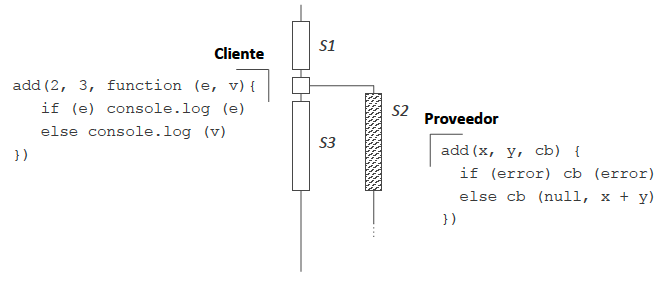 S1
Cliente
add(2, 3, function (e, v){
if (e) console.log (e)
else console.log (v)
})
S2
S3
Proveedor
add(x, y, cb) {
if (error) cb (error)
else cb (null, x + y)
})